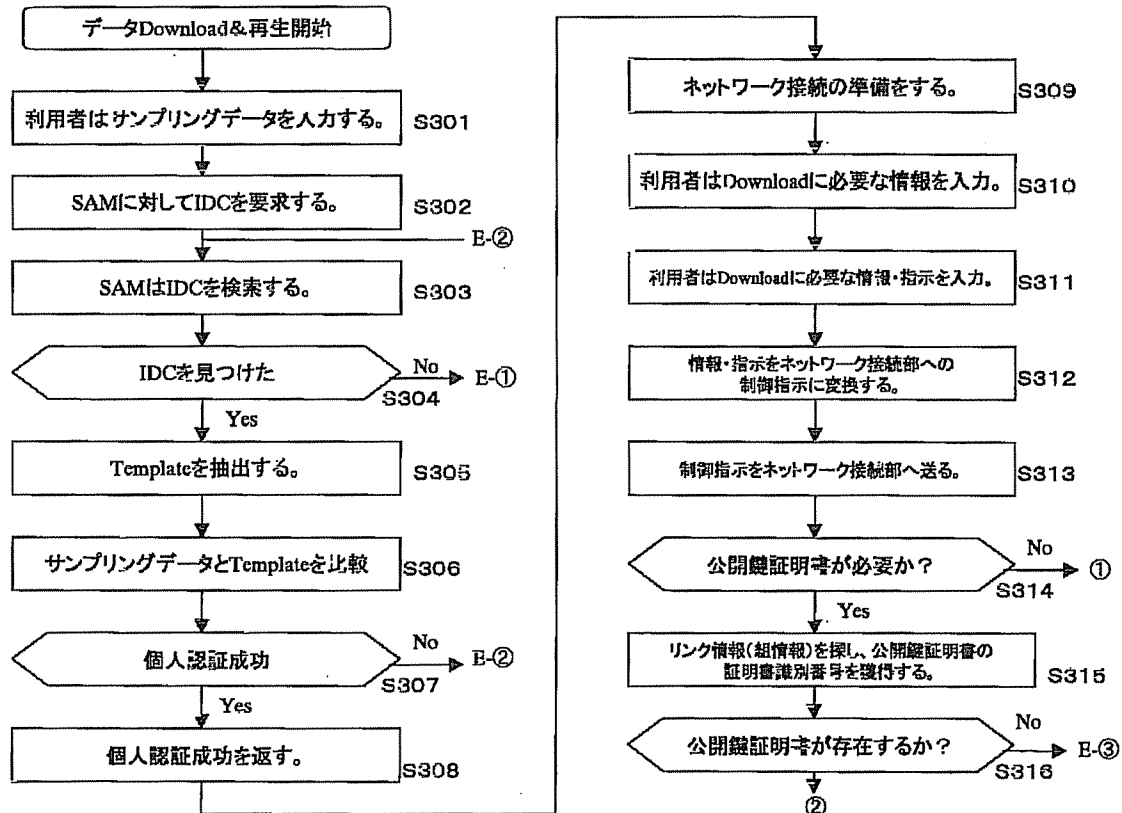 データDownload&再生開始
利用者はサンプリングデータを入力する。
S301
SAMに対してIDCを要求する。
S302
E-②
SAMはIDCを検索する。
S303
IDCを見つけた
No
E-①
S304
Yes
Templateを抽出する。
S305
サンプリングデータとTemplateを比較
S306
個人認証成功
No
E-②
S307
Yes
個人認証成功を返す。
S308
ネットワーク接続の準備をする。
S309
利用者はDownloadに必要な情報を入力。
S310
利用者はDownloadに必要な情報・指示を入力。
S311
情報・指示をネットワーク接続部への
制御指示に変換する。
S312
制御指示をネットワーク接続部へ送る。
S313
公開鍵証明書が必要か？
No
①
S314
Yes
リンク情報(組情報)を探し、公開鍵証明書の
証明書識別番号を獲得する。
S315
公開鍵証明書が存在するか？
No
E-③
S316
②